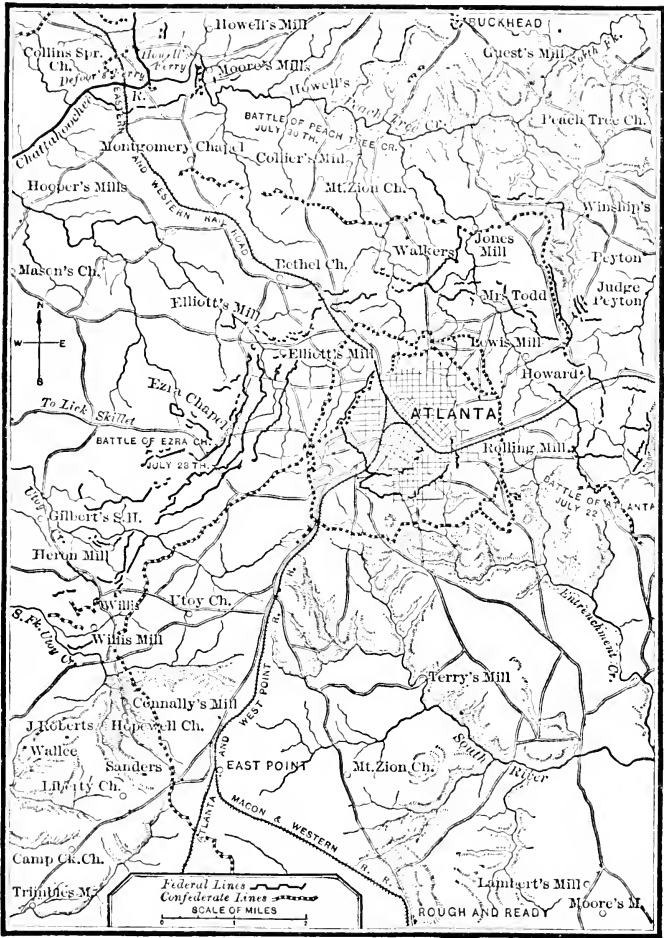 BUCKHEAD
Howell's Mill
Collins Spr.
Ch.
Howell's
Ferry
Guest's Mill
North Fk.
Defoor's Ferry
Moore's Mill
Howell's
R.
Peach Tree Cr.
Chattahoochee
BATTLE OF PEACH TREE CR.
JULY 20 TH.
Peach Tree Ch.
Montgomery Chapel
Collier's Mill
Hooper's Mills
Mt. Zion Ch.
Winship's
EASTERN AND WESTERN RAILROAD
Walkers
Jones
Mill
Peyton
Mason's Ch.
Bethel Ch.
Judge
Peyton
Elliott's Mill
Mrs. Todd
N
W E
S
Elliott's Mill
Lewis Mill
Howard
Ezra Chapel
To Lick Skillet
ATLANTA
BATTLE OF EZRA CH.
JULY 28 TH.
Rolling Mill
BATTLE OF ATLANTA
JULY 22
Utoy Cr.
Gilbert's S.H.
Heron Mill
Willis
Utoy Ch.
Entrenchment Cr.
S. Fk. Utoy Cr.
Willis Mill
Terry's Mill
Connally's Mill
J. Roberts
Hopewell Ch.
South River
Wallee
Sanders
EAST POINT
Mt. Zion Ch.
Liberty Ch.
ATLANTA AND WEST POINT R. R.
MACON & WESTERN R. R.
Camp Ck. Ch.
Trimbles M.
Lambert's Mill
Moore's M.
ROUGH AND READY
Federal Lines
Confederate Lines
SCALE OF MILES
0 1 2